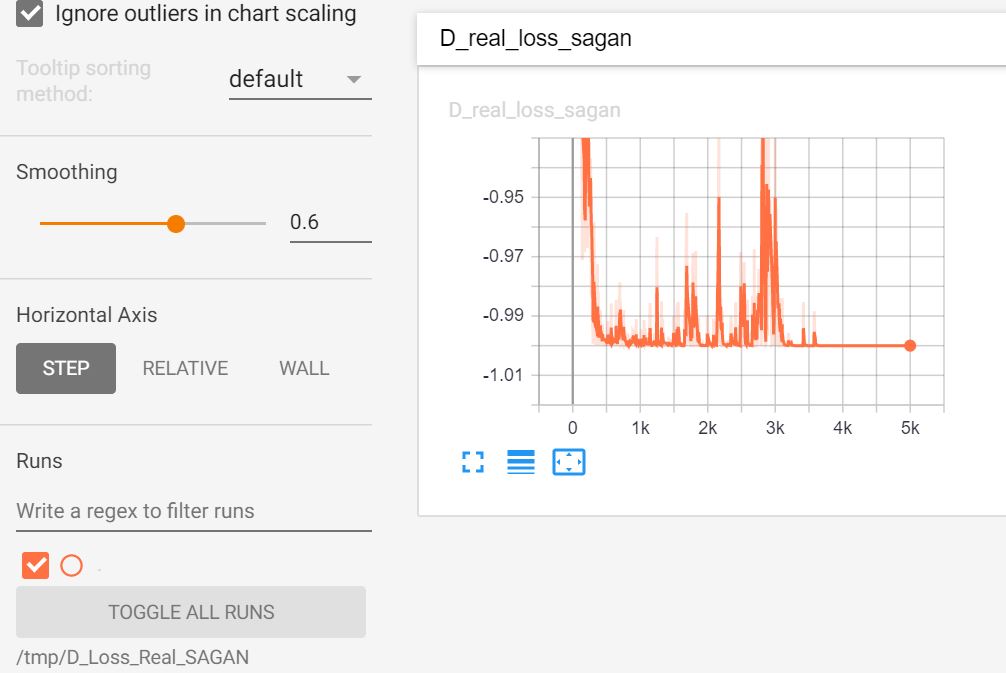 Ignore outliers in chart scaling
Tooltip sorting
method:
default
Smoothing
0.6
Horizontal Axis
STEP RELATIVE WALL
Runs
Write a regex to filter runs
.
TOGGLE ALL RUNS
/tmp/D_Loss_Real_SAGAN
D_real_loss_sagan
D_real_loss_sagan
-0.95
-0.97
-0.99
-1.01
0 1k 2k 3k 4k 5k